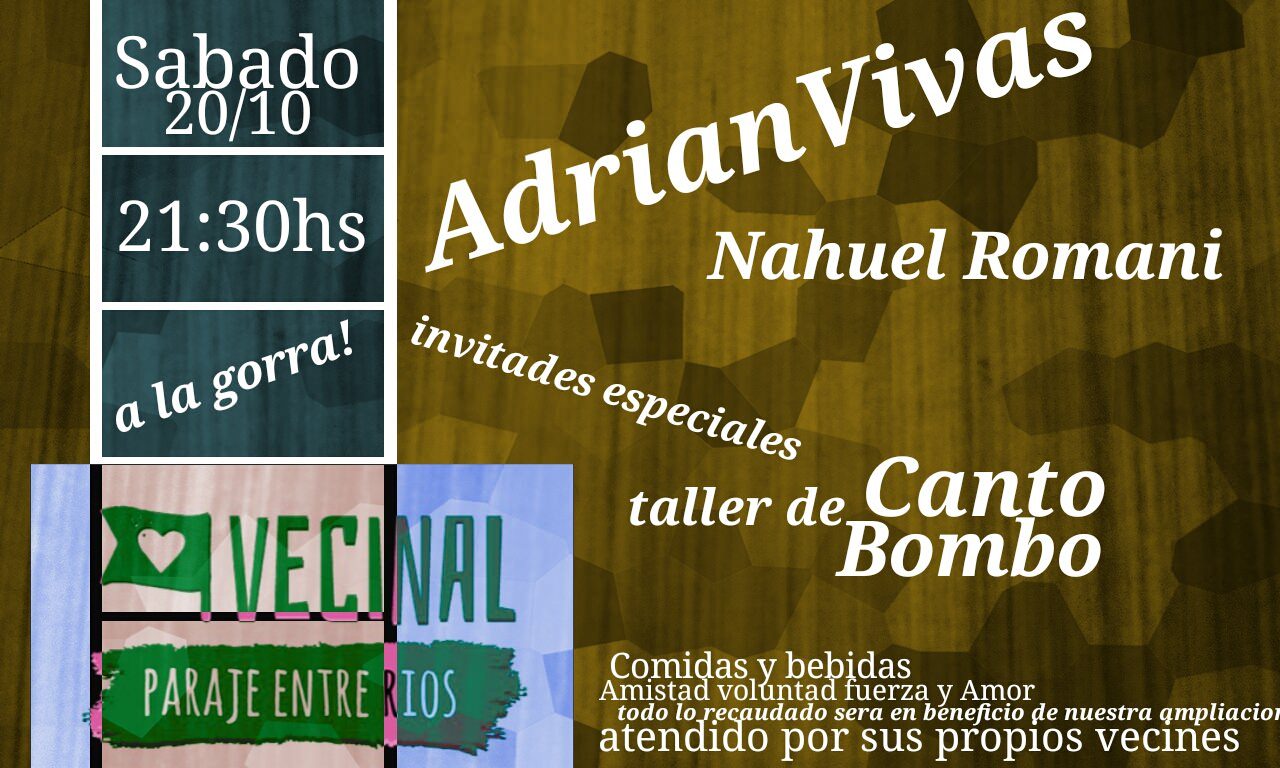 Sabado
20/10
21:30hs
a la gorra!
AdrianVivas
Nahuel Romani
invitades especiales
taller de Canto
Bombo
VECINAL
PARAJE ENTRE RIOS
Comidas y bebidas
Amistad voluntad fuerza y Amor
todo lo recaudado sera en beneficio de nuestra ampliacion
atendido por sus propios vecines